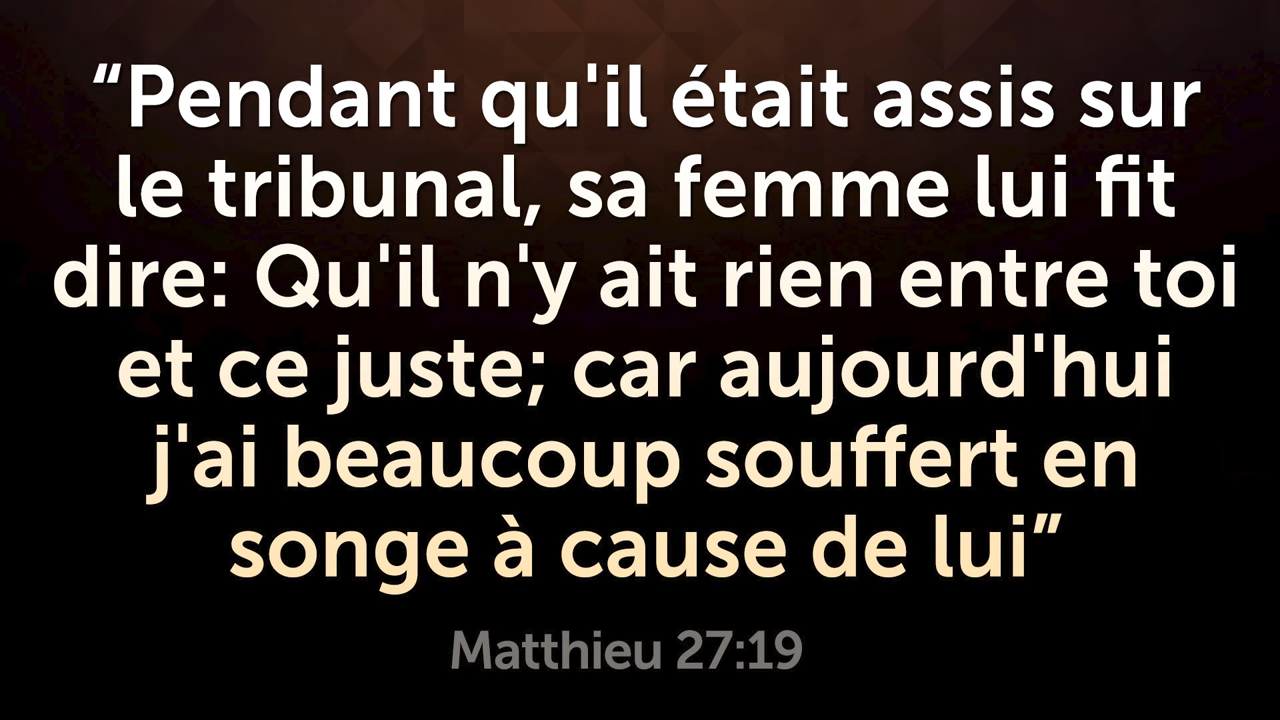 “Pendant qu'il était assis sur
le tribunal, sa femme lui fit
dire: Qu'il n'y ait rien entre toi
et ce juste; car aujourd'hui
j'ai beaucoup souffert en
songe à cause de lui”
Matthieu 27:19